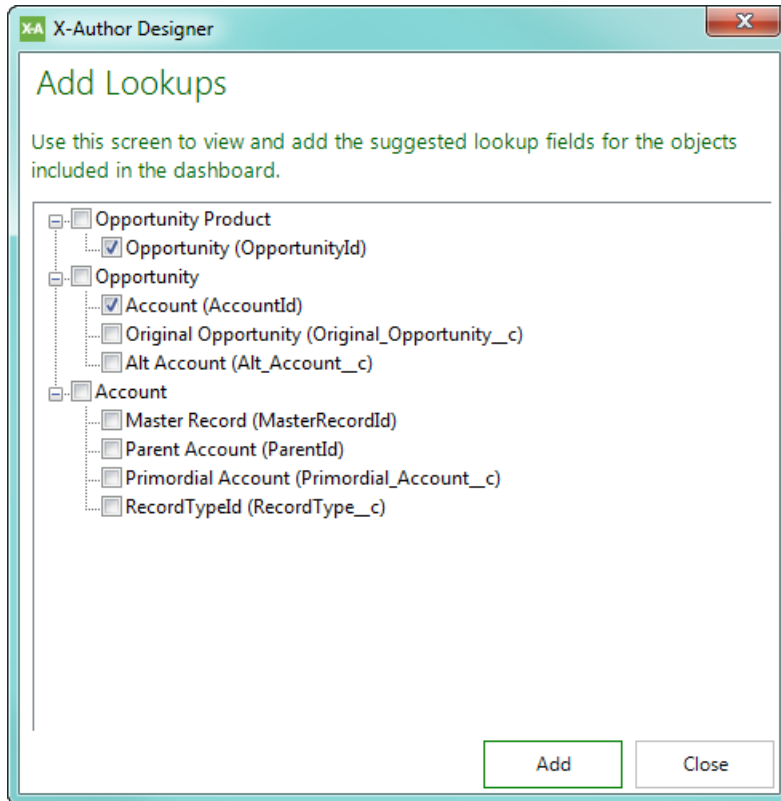 X-A X-Author Designer
Add Lookups
Use this screen to view and add the suggested lookup fields for the objects
included in the dashboard.
Opportunity Product
Opportunity (OpportunityId)
Opportunity
Account (AccountId)
Original Opportunity (Original_Opportunity__c)
Alt Account (Alt_Account__c)
Account
Master Record (MasterRecordId)
Parent Account (ParentId)
Primordial Account (Primordial_Account__c)
RecordTypeId (RecordType__c)
Add Close